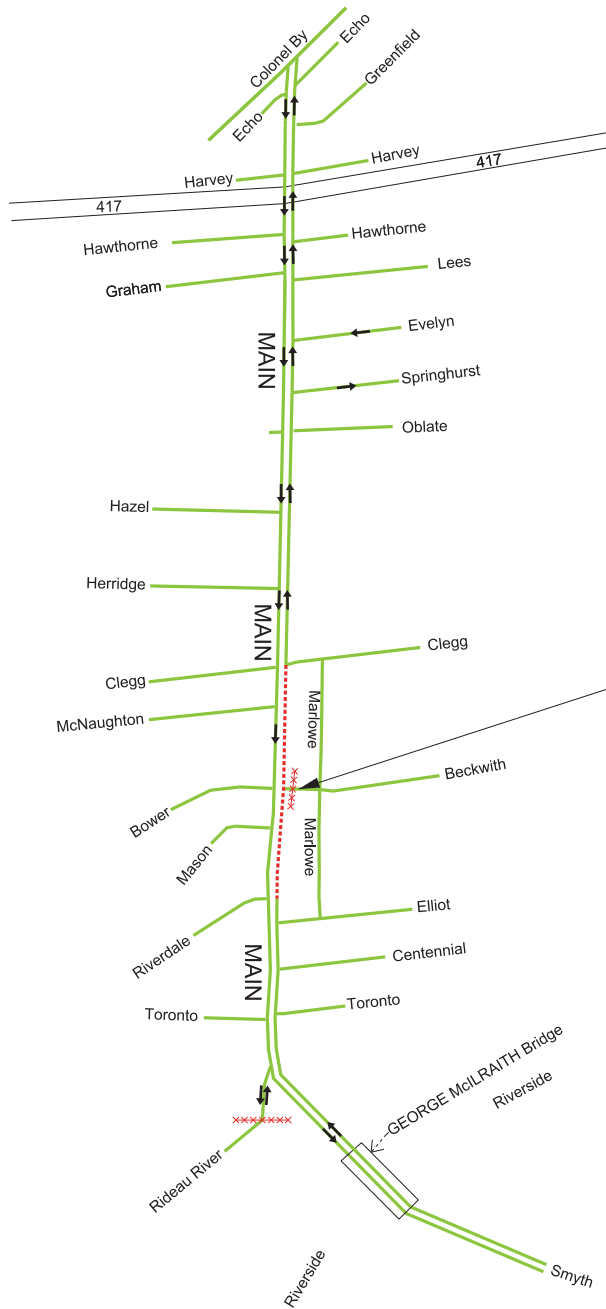 Echo
Colonel By
Greenfield
Echo
Harvey
417
Harvey
417
Hawthorne
Hawthorne
Lees
Graham
Evelyn
MAIN
Springhurst
Oblate
Hazel
Herridge
MAIN
Clegg
Clegg
Marlowe
McNaughton
Beckwith
Bower
Marlowe
Mason
Elliot
Riverdale
Centennial
MAIN
Toronto
Toronto
GEORGE McILRAITH Bridge
Riverside
Rideau River
Riverside
Smyth